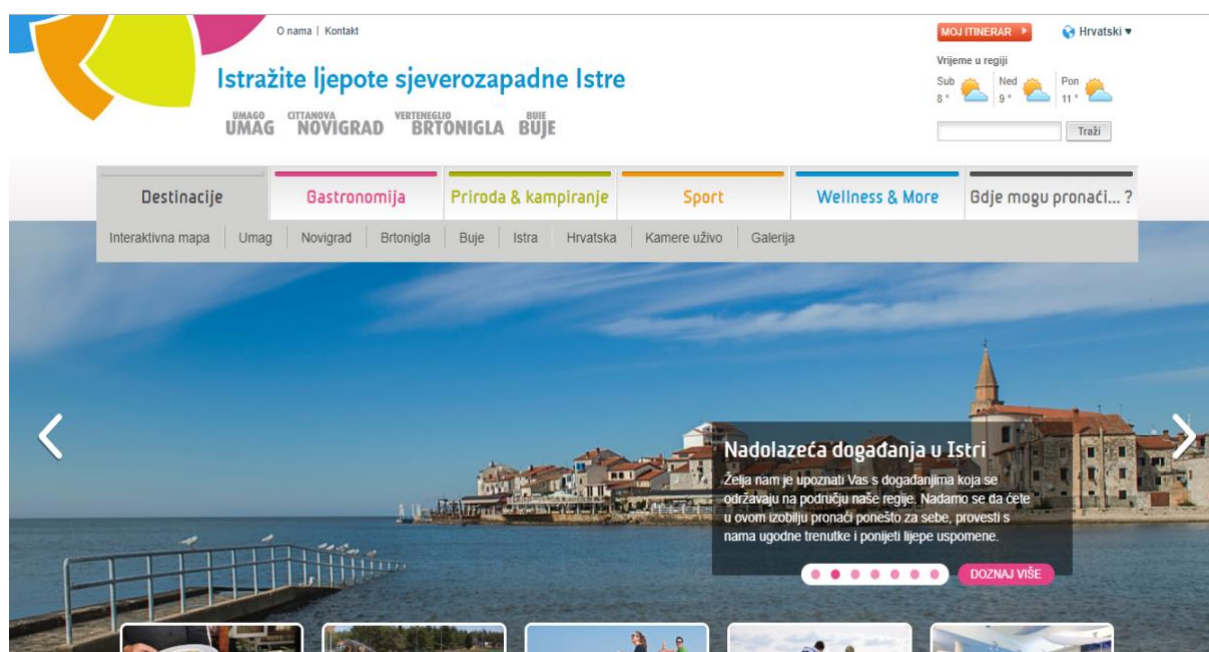 O nama | Kontakt
MOJ ITINERAR
Hrvatski
Istražite ljepote sjeverozapadne Istre
Vrijeme u regiji
Sub Ned Pon
8 ° 9 ° 11 °
UMAGO CITTANOVA VERTENEGLIO BUIE
UMAG NOVIGRAD BRTONIGLA BUJE
Traži
Destinacije Gastronomija Priroda & kampiranje Sport Wellness & More Gdje mogu pronaći... ?
Interaktivna mapa Umag Novigrad Brtonigla Buje Istra Hrvatska Kamere uživo Galerija
Nadolazeća događanja u Istri
Želja nam je upoznati Vas s događanjima koja se
održavaju na području naše regije. Nadamo se da ćete
u ovom izobilju pronaći ponešto za sebe, provesti s
nama ugodne trenutke i ponijeti lijepe uspomene.
DOZNAJ VIŠE